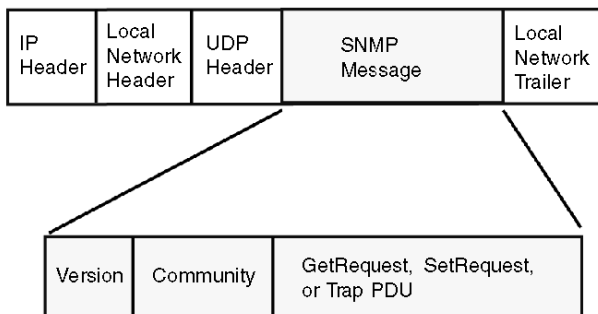 IP
Header
Local
Network
Header
UDP
Header
SNMP
Message
Local
Network
Trailer
Version
Community
GetRequest, SetRequest,
or Trap PDU